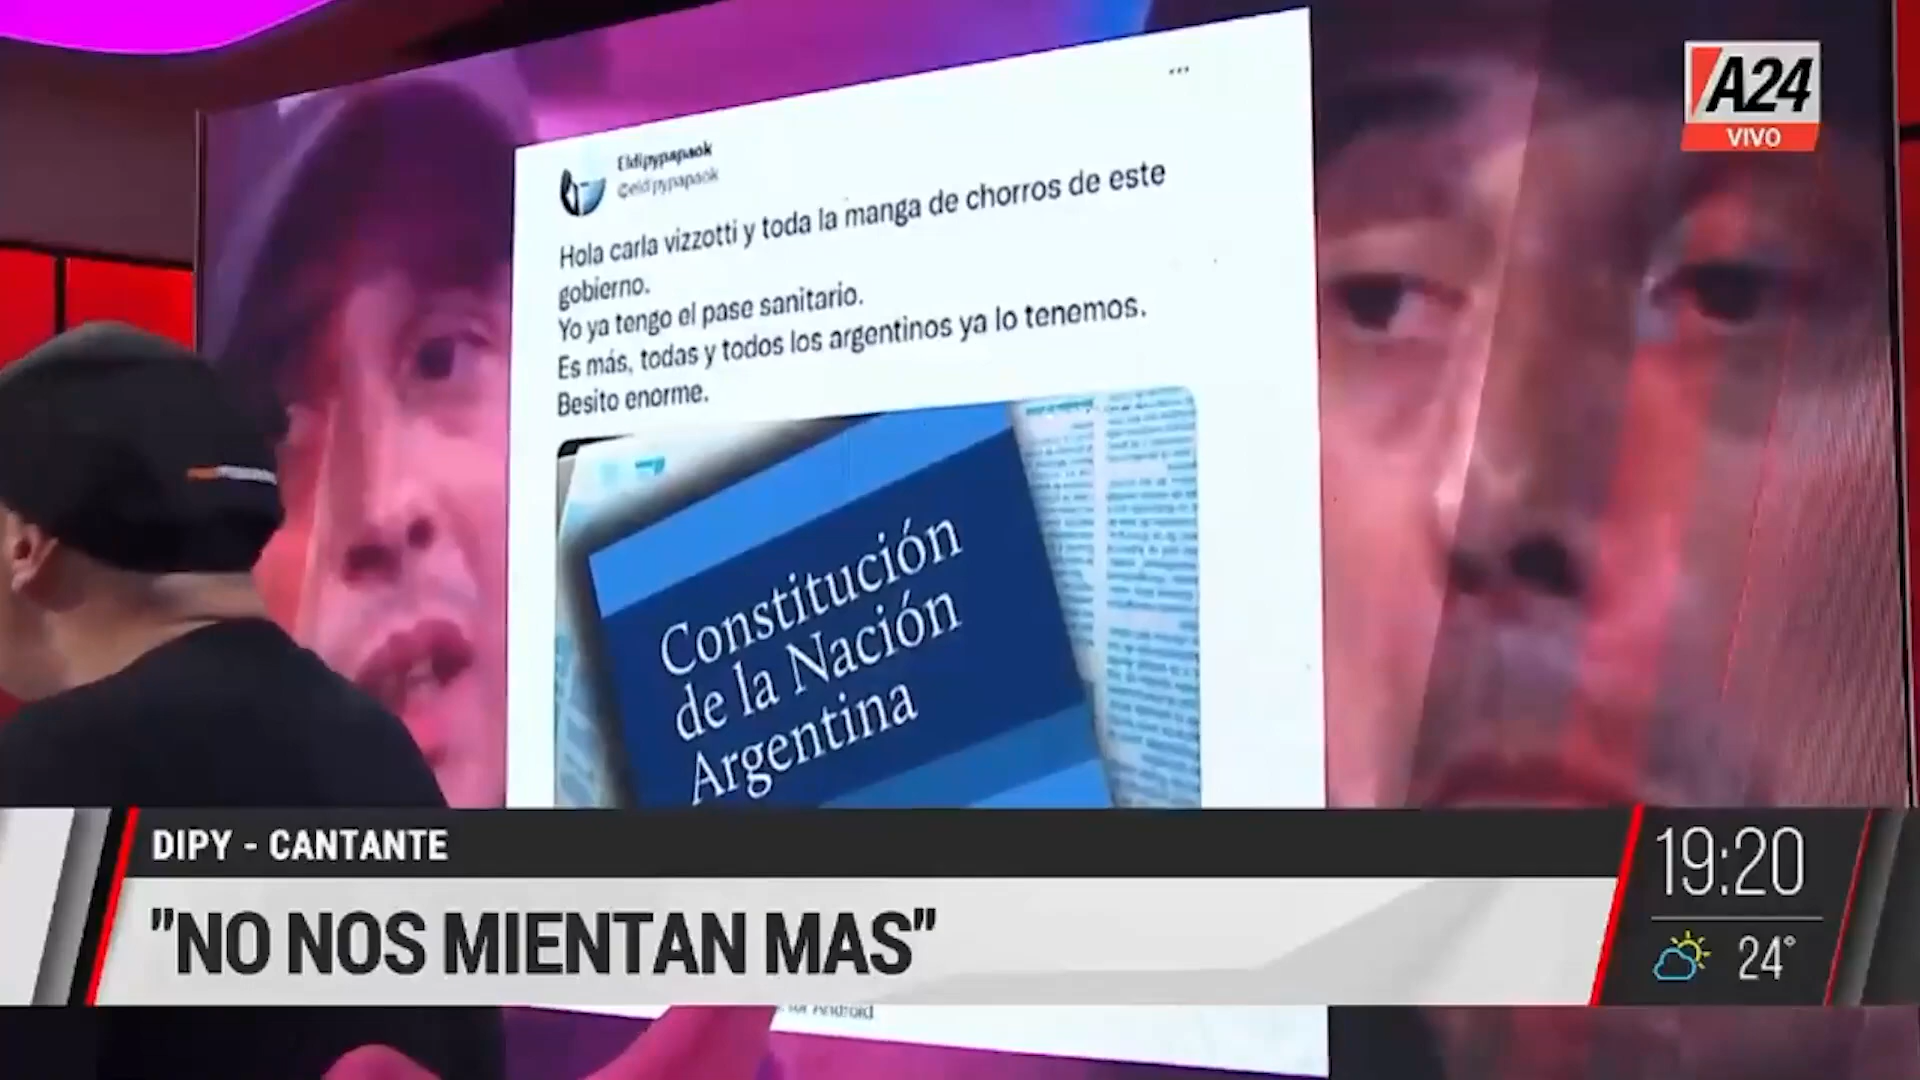 A24
VIVO
...
Eldipypapaok
@eldipypapaok
Hola carla vizzotti y toda la manga de chorros de este
gobierno.
Yo ya tengo el pase sanitario.
Es más, todas y todos los argentinos ya lo tenemos.
Besito enorme.
Constitución
de la Nación
Argentina
DIPY - CANTANTE
"NO NOS MIENTAN MAS"
19:20
24°
for Android